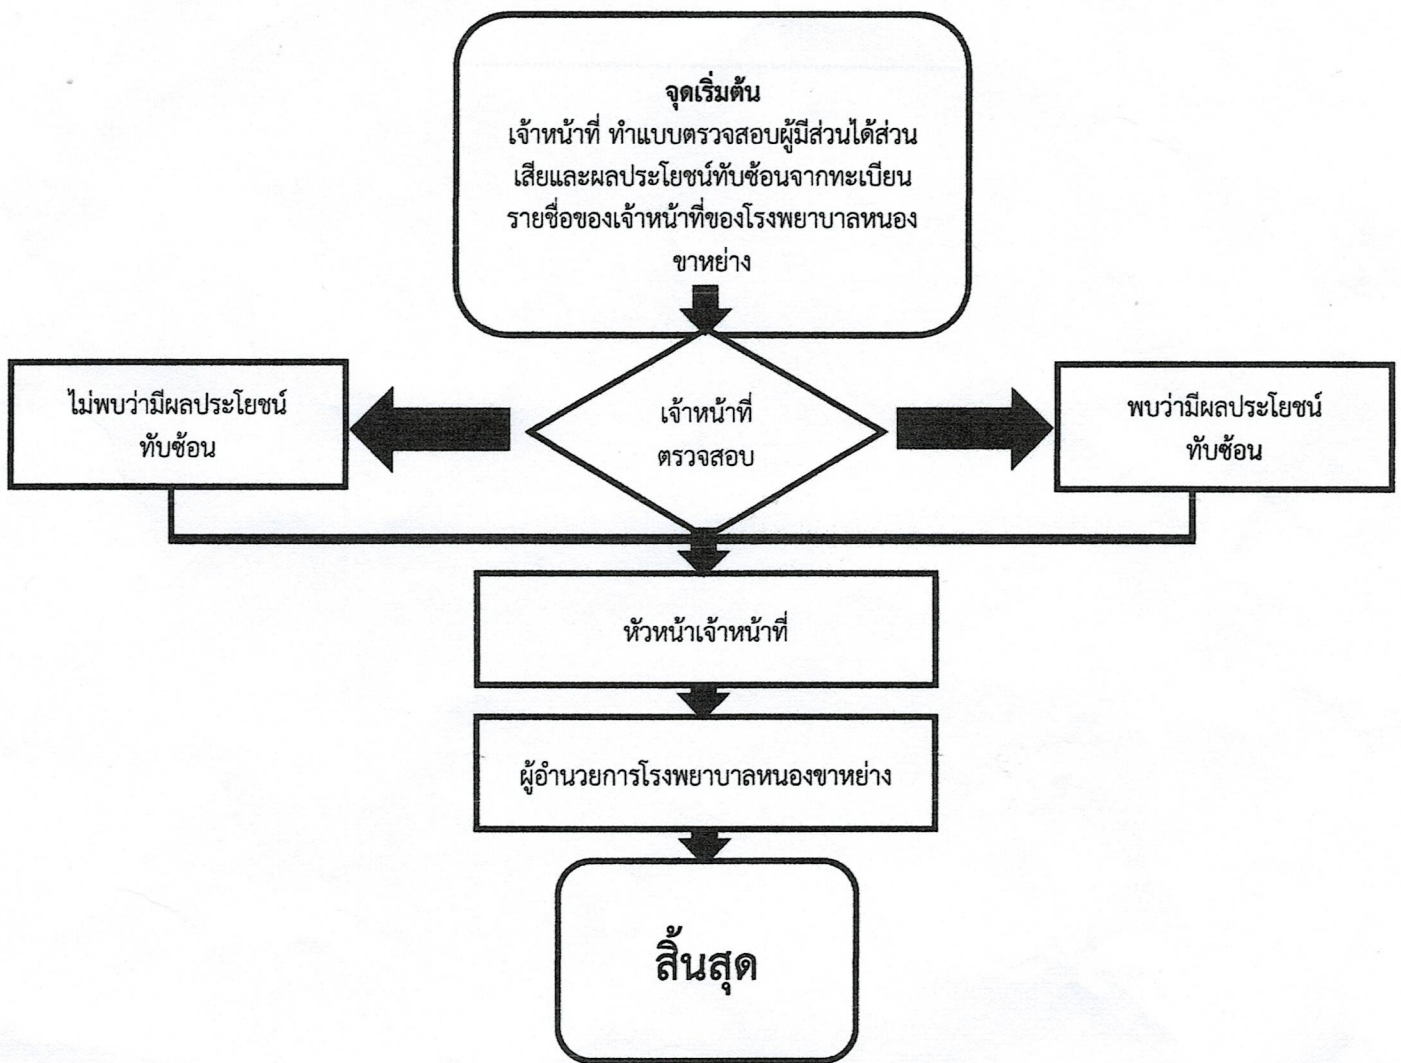 จุดเริ่มต้น
เจ้าหน้าที่ ทำแบบตรวจสอบผู้มีส่วนได้ส่วน
เสียและผลประโยชน์ทับซ้อนจากทะเบียน
รายชื่อของเจ้าหน้าที่ของโรงพยาบาลหนอง
ขาหย่าง
ไม่พบว่ามีผลประโยชน์
ทับซ้อน
เจ้าหน้าที่
ตรวจสอบ
พบว่ามีผลประโยชน์
ทับซ้อน
หัวหน้าเจ้าหน้าที่
ผู้อำนวยการโรงพยาบาลหนองขาหย่าง
สิ้นสุด